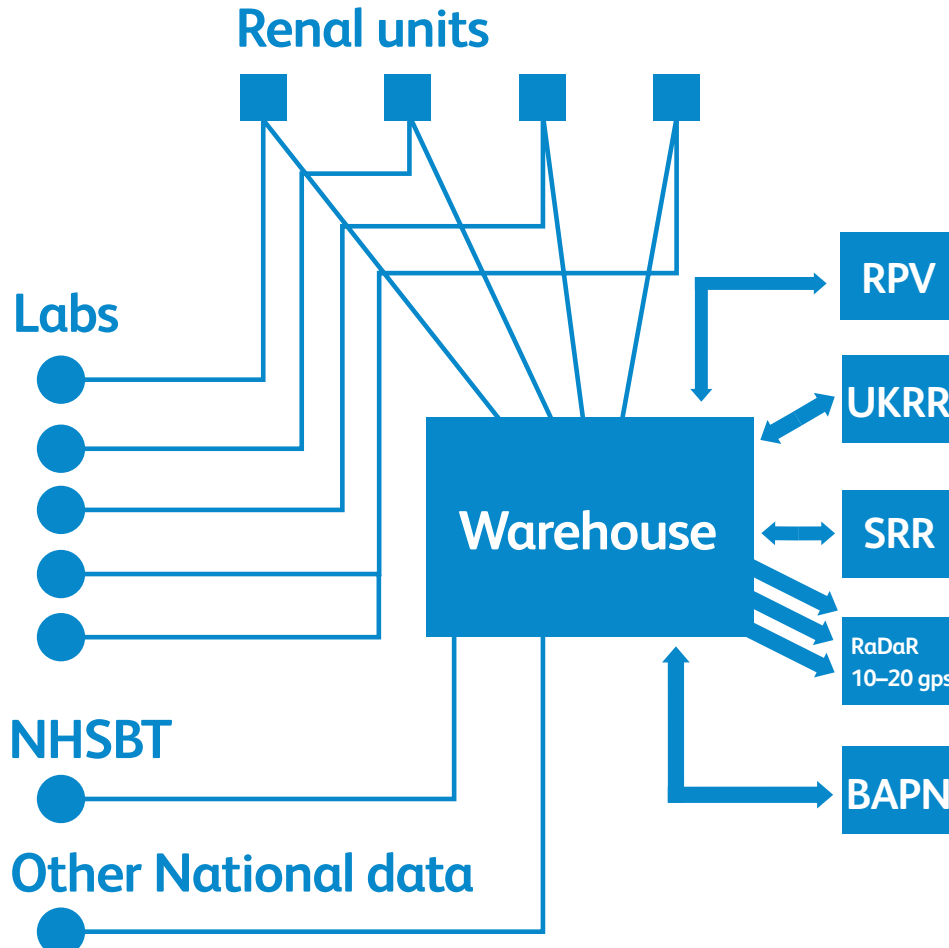 Renal units
RPV
Labs
UKRR
Warehouse
SRR
RaDaR
10–20 gps
NHSBT
BAPN
Other National data